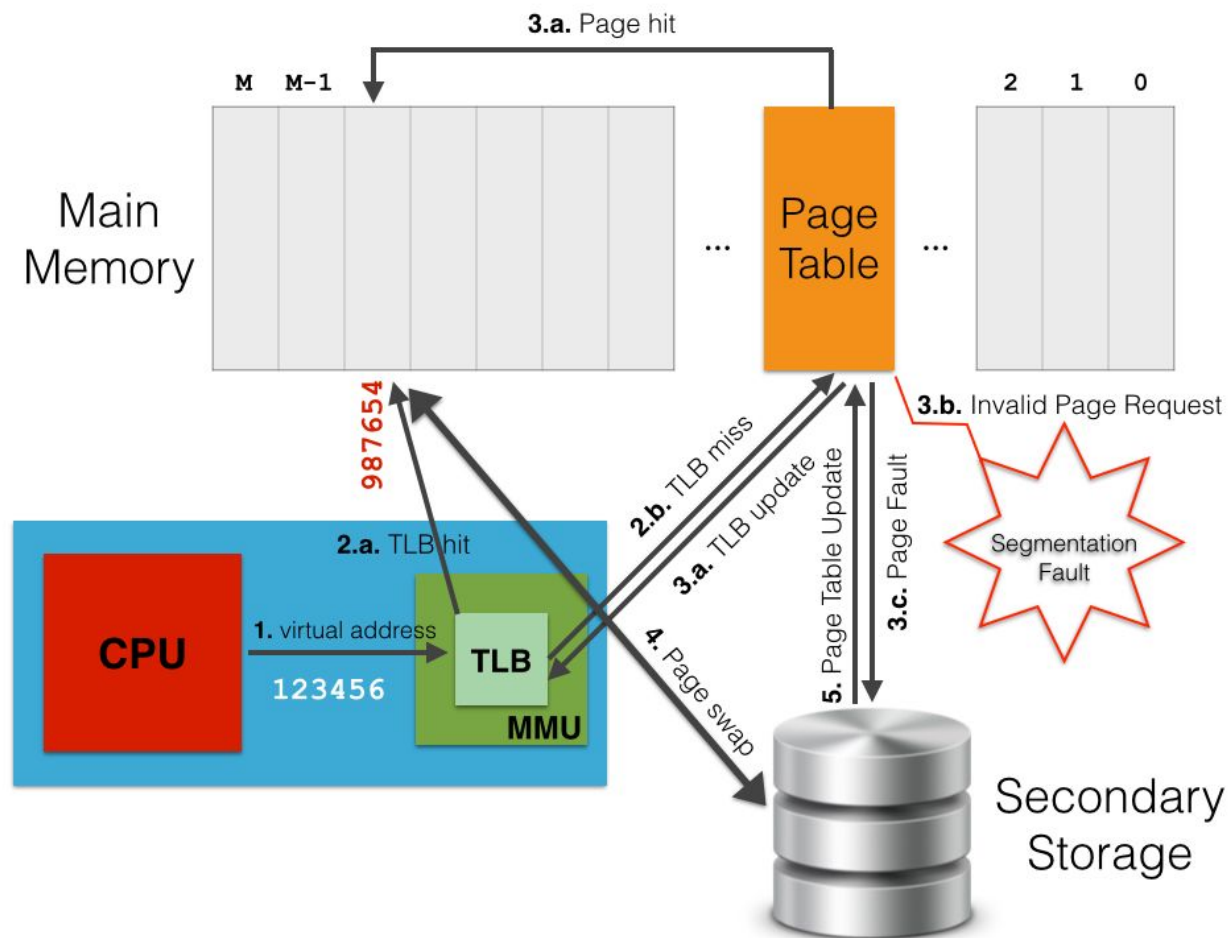 3.a. Page hit
M M-1
2 1 0
Main
Memory
...
Page
Table
...
987654
3.b. Invalid Page Request
2.b. TLB miss
3.a. TLB update
5. Page Table Update
3.c. Page Fault
Segmentation
Fault
2.a. TLB hit
CPU
1. virtual address
123456
TLB
MMU
4. Page swap
Secondary
Storage